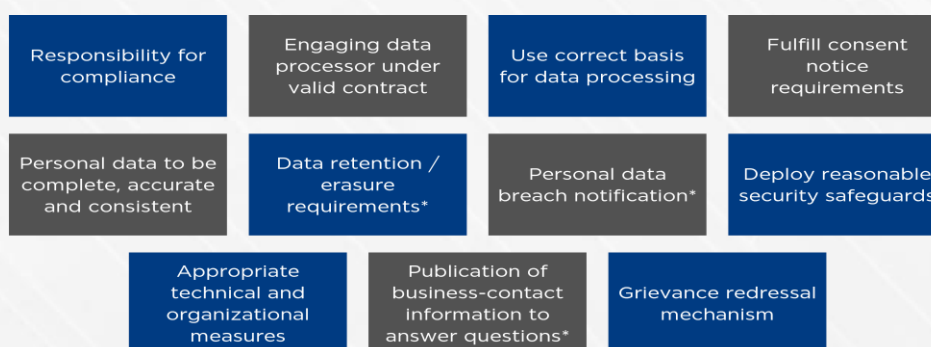 Responsibility for
compliance
Engaging data
processor under
valid contract
Use correct basis
for data processing
Fulfill consent
notice
requirements
Personal data to be
complete, accurate
and consistent
Data retention /
erasure
requirements*
Personal data
breach notification*
Deploy reasonable
security safeguards
Appropriate
technical and
organizational
measures
Publication of
business-contact
information to
answer questions*
Grievance redressal
mechanism